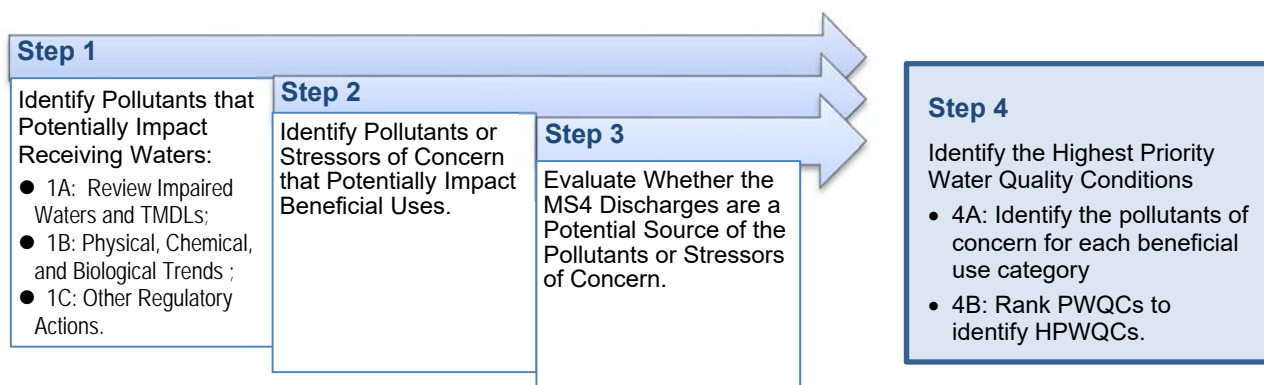 Step 1
Identify Pollutants that
Potentially Impact
Receiving Waters:
● 1A: Review Impaired
Waters and TMDLs;
● 1B: Physical, Chemical,
and Biological Trends ;
● 1C: Other Regulatory
Actions.
Step 2
Identify Pollutants or
Stressors of Concern
that Potentially Impact
Beneficial Uses.
Step 3
Evaluate Whether the
MS4 Discharges are a
Potential Source of the
Pollutants or Stressors
of Concern.
Step 4
Identify the Highest Priority
Water Quality Conditions
• 4A: Identify the pollutants of
concern for each beneficial
use category
• 4B: Rank PWQCs to
identify HPWQCs.